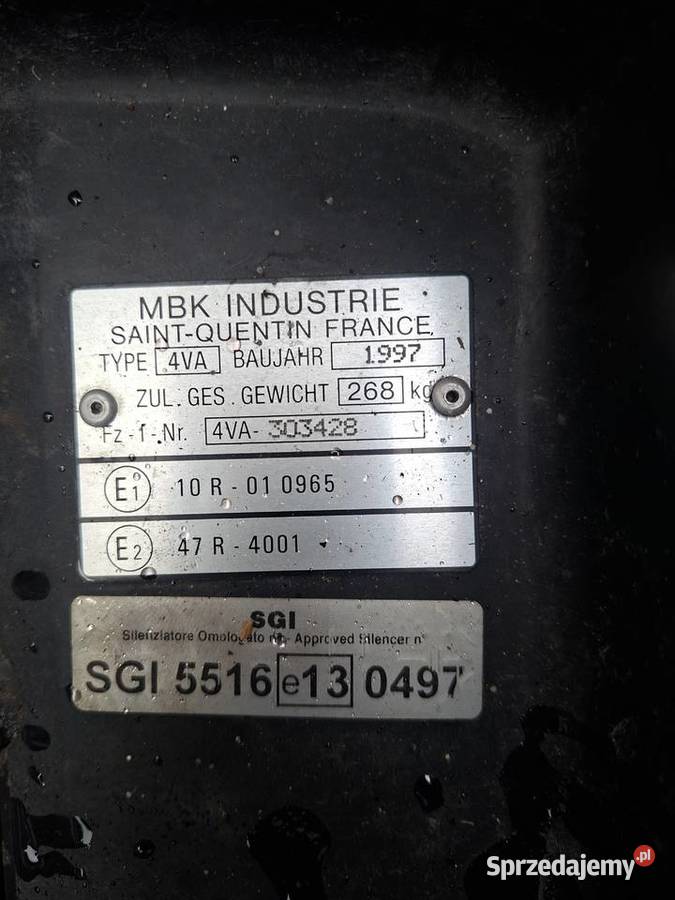 MBK INDUSTRIE
SAINT-QUENTIN FRANCE
TYPE 4VA BAUJAHR 1997
ZUL. GES. GEWICHT 268 kg
Fz-I-Nr. 4VA-303428
E1 10 R - 01 0965
E2 47 R - 4001
SGI
Silenziatore Omologato n°- Approved Silencer n°
SGI 5516 e13 0497
Sprzedajemy.pl